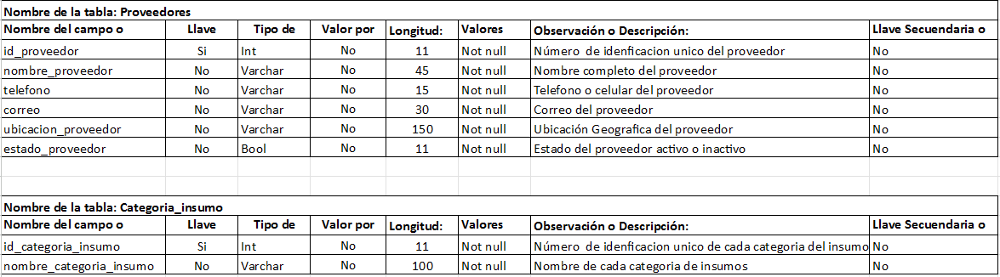 Nombre de la tabla: Proveedores
Nombre del campo o Llave Tipo de Valor por Longitud: Valores Observación o Descripción: Llave Secuendaria o
id_proveedor Si Int No 11 Not null Número de idenficacion unico del proveedor No
nombre_proveedor No Varchar No 45 Not null Nombre completo del proveedor No
telefono No Varchar No 15 Not null Telefono o celular del proveedor No
correo No Varchar No 30 Not null Correo del proveedor No
ubicacion_proveedor No Varchar No 150 Not null Ubicación Geografica del proveedor No
estado_proveedor No Bool No 11 Not null Estado del proveedor activo o inactivo No
Nombre de la tabla: Categoria_insumo
Nombre del campo o Llave Tipo de Valor por Longitud: Valores Observación o Descripción: Llave Secuendaria o
id_categoria_insumo Si Int No 11 Not null Número de idenficacion unico de cada categoria del insumo No
nombre_categoria_insumo No Varchar No 100 Not null Nombre de cada categoria de insumos No